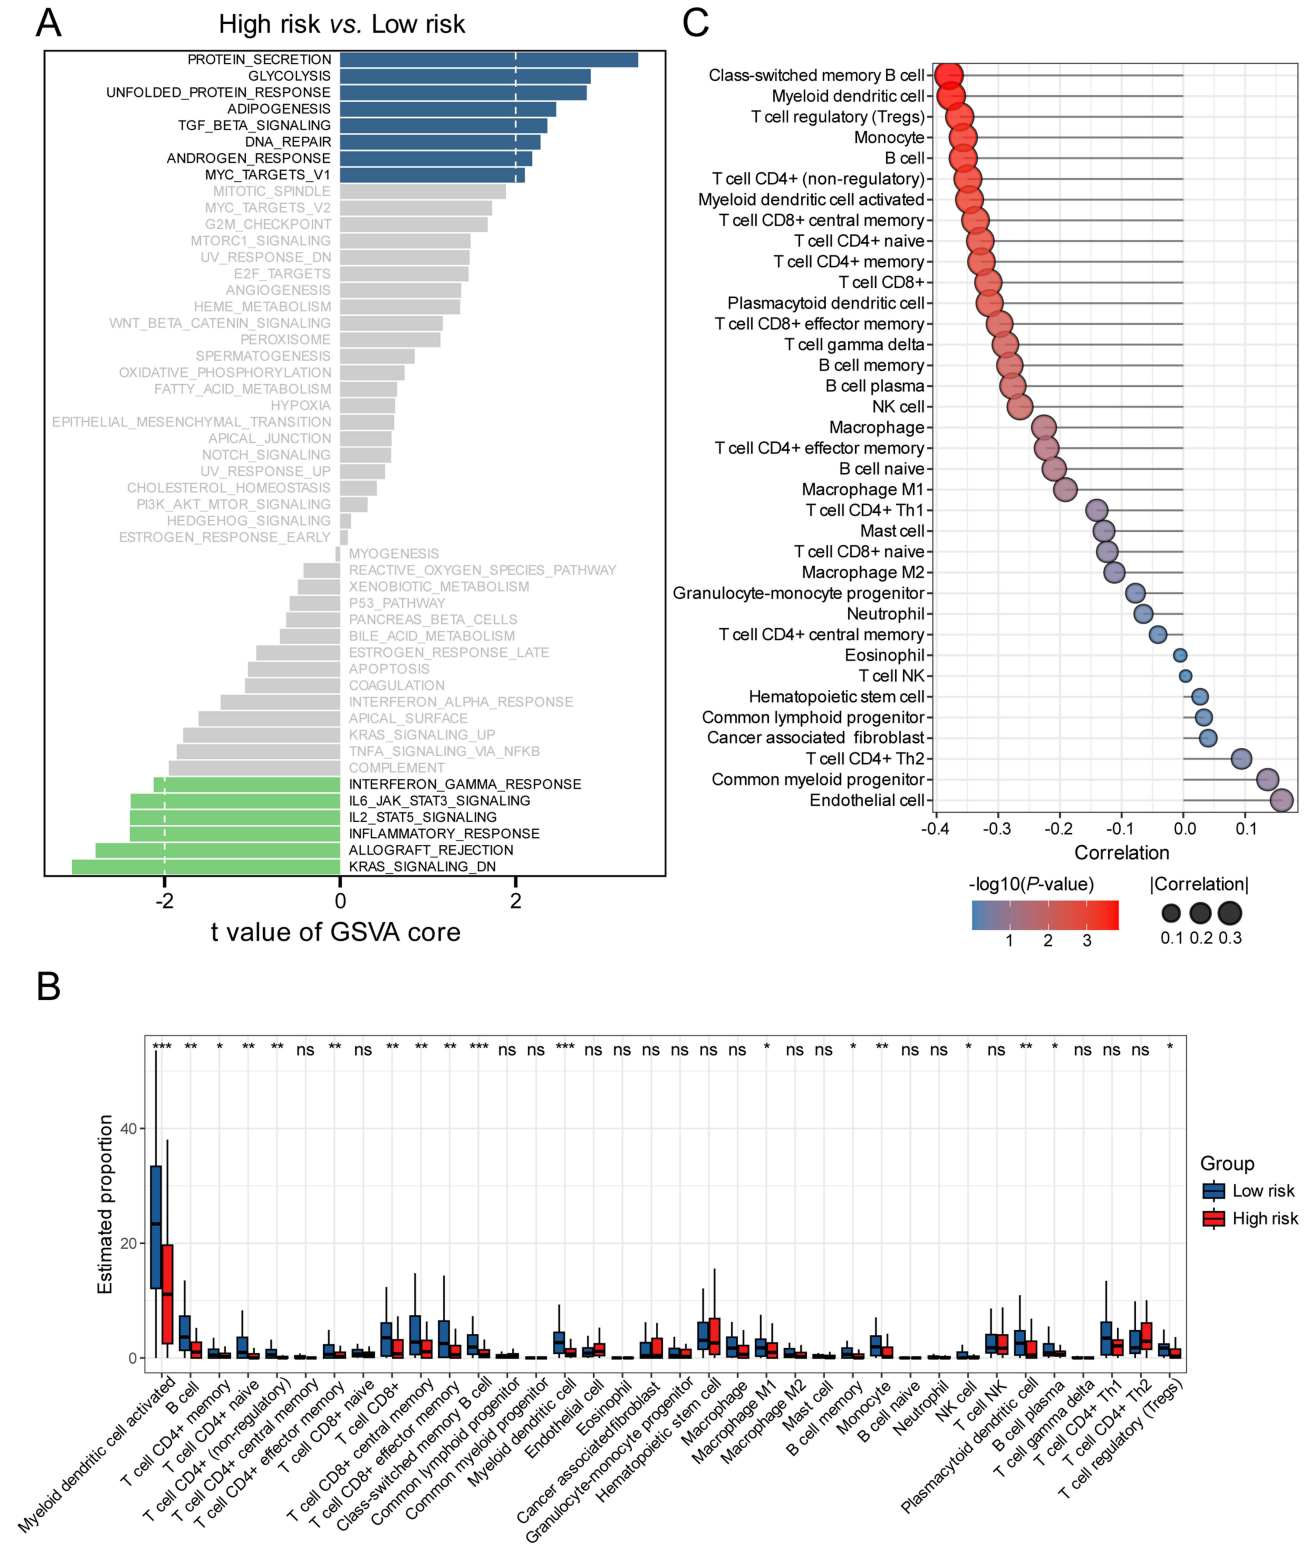 A
High risk vs. Low risk
PROTEIN_SECRETION
GLYCOLYSIS
UNFOLDED_PROTEIN_RESPONSE
ADIPOGENESIS
TGF_BETA_SIGNALING
DNA_REPAIR
ANDROGEN_RESPONSE
MYC_TARGETS_V1
MITOTIC_SPINDLE
MYC_TARGETS_V2
G2M_CHECKPOINT
MTORC1_SIGNALING
UV_RESPONSE_DN
E2F_TARGETS
ANGIOGENESIS
HEME_METABOLISM
WNT_BETA_CATENIN_SIGNALING
PEROXISOME
SPERMATOGENESIS
OXIDATIVE_PHOSPHORYLATION
FATTY_ACID_METABOLISM
HYPOXIA
EPITHELIAL_MESENCHYMAL_TRANSITION
APICAL_JUNCTION
NOTCH_SIGNALING
UV_RESPONSE_UP
CHOLESTEROL_HOMEOSTASIS
PI3K_AKT_MTOR_SIGNALING
HEDGEHOG_SIGNALING
ESTROGEN_RESPONSE_EARLY
MYOGENESIS
REACTIVE_OXYGEN_SPECIES_PATHWAY
XENOBIOTIC_METABOLISM
P53_PATHWAY
PANCREAS_BETA_CELLS
BILE_ACID_METABOLISM
ESTROGEN_RESPONSE_LATE
APOPTOSIS
COAGULATION
INTERFERON_ALPHA_RESPONSE
APICAL_SURFACE
KRAS_SIGNALING_UP
TNFA_SIGNALING_VIA_NFKB
COMPLEMENT
INTERFERON_GAMMA_RESPONSE
IL6_JAK_STAT3_SIGNALING
IL2_STAT5_SIGNALING
INFLAMMATORY_RESPONSE
ALLOGRAFT_REJECTION
KRAS_SIGNALING_DN
-2 0 2
t value of GSVA core
C
Class-switched memory B cell
Myeloid dendritic cell
T cell regulatory (Tregs)
Monocyte
B cell
T cell CD4+ (non-regulatory)
Myeloid dendritic cell activated
T cell CD8+ central memory
T cell CD4+ naive
T cell CD4+ memory
T cell CD8+
Plasmacytoid dendritic cell
T cell CD8+ effector memory
T cell gamma delta
B cell memory
B cell plasma
NK cell
Macrophage
T cell CD4+ effector memory
B cell naive
Macrophage M1
T cell CD4+ Th1
Mast cell
T cell CD8+ naive
Macrophage M2
Granulocyte-monocyte progenitor
Neutrophil
T cell CD4+ central memory
Eosinophil
T cell NK
Hematopoietic stem cell
Common lymphoid progenitor
Cancer associated fibroblast
T cell CD4+ Th2
Common myeloid progenitor
Endothelial cell
-0.4 -0.3 -0.2 -0.1 0.0 0.1
Correlation
-log10(P-value)
1 2 3
|Correlation|
0.1 0.2 0.3
B
*** ** * ** ** ns ** ns ** ** ** *** ns ns *** ns ns ns ns ns ns * ns ns * ** ns ns * ns ** * ns ns ns *
Estimated proportion
40
20
0
Myeloid dendritic cell activated
B cell
T cell CD4+ memory
T cell CD4+ naive
T cell CD4+ (non-regulatory)
T cell CD4+ central memory
T cell CD4+ effector memory
T cell CD8+ naive
T cell CD8+
T cell CD8+ central memory
T cell CD8+ effector memory
Class-switched memory B cell
Common lymphoid progenitor
Common myeloid progenitor
Myeloid dendritic cell
Endothelial cell
Eosinophil
Cancer associated fibroblast
Granulocyte-monocyte progenitor
Hematopoietic stem cell
Macrophage
Macrophage M1
Macrophage M2
Mast cell
B cell memory
Monocyte
B cell naive
Neutrophil
NK cell
T cell NK
Plasmacytoid dendritic cell
B cell plasma
T cell gamma delta
T cell CD4+ Th1
T cell CD4+ Th2
T cell regulatory (Tregs)
Group
Low risk
High risk